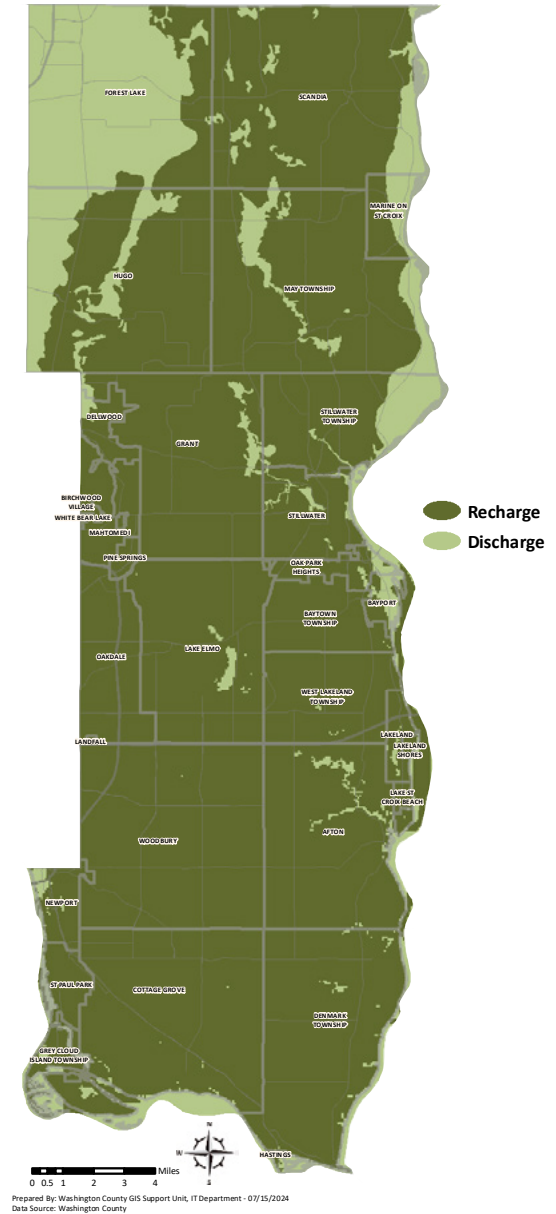 FOREST LAKE
SCANDIA
MARINE ON
ST CROIX
HUGO
MAY TOWNSHIP
DELLWOOD
STILLWATER
TOWNSHIP
GRANT
BIRCHWOOD
VILLAGE
WHITE BEAR LAKE
STILLWATER
MAHTOMEDI
PINE SPRINGS
OAK PARK
HEIGHTS
BAYPORT
BAYTOWN
TOWNSHIP
LAKE ELMO
OAKDALE
WEST LAKELAND
TOWNSHIP
LANDFALL
LAKELAND
LAKELAND
SHORES
LAKE ST
CROIX BEACH
AFTON
WOODBURY
NEWPORT
ST PAUL PARK
COTTAGE GROVE
DENMARK
TOWNSHIP
GREY CLOUD
ISLAND TOWNSHIP
HASTINGS
Recharge
Discharge
N
W
E
S
Miles
0 0.5 1 2 3 4
Prepared By: Washington County GIS Support Unit, IT Department - 07/15/2024
Data Source: Washington County